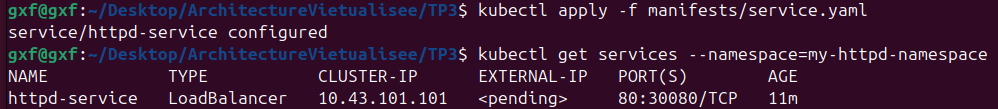 gxf@gxf:~/Desktop/ArchitectureVietualisee/TP3$ kubectl apply -f manifests/service.yaml
service/httpd-service configured
gxf@gxf:~/Desktop/ArchitectureVietualisee/TP3$ kubectl get services --namespace=my-httpd-namespace
NAME TYPE CLUSTER-IP EXTERNAL-IP PORT(S) AGE
httpd-service LoadBalancer 10.43.101.101 <pending> 80:30080/TCP 11m